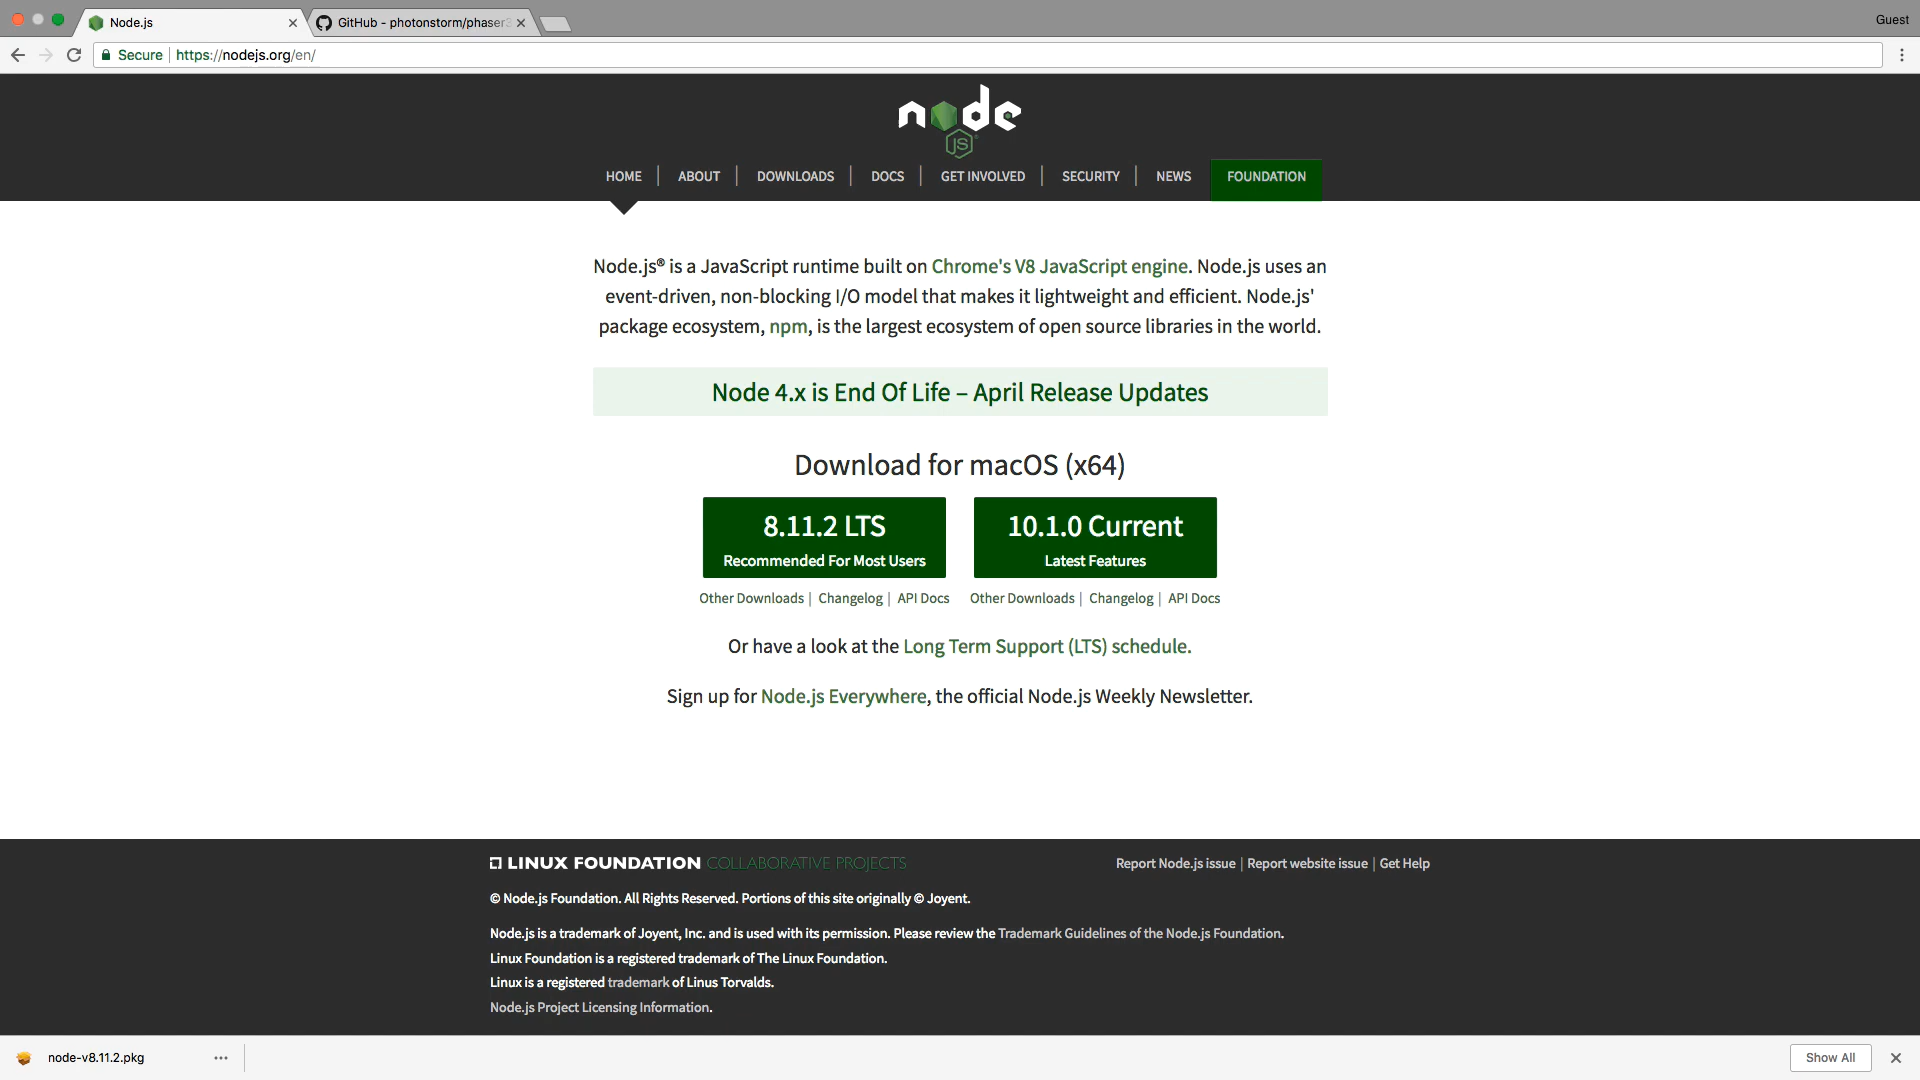 Node.js
GitHub - photonstorm/phaser3
Guest
Secure
https://nodejs.org/en/
node
JS
HOME
ABOUT
DOWNLOADS
DOCS
GET INVOLVED
SECURITY
NEWS
FOUNDATION
Node.js® is a JavaScript runtime built on Chrome's V8 JavaScript engine. Node.js uses an
event-driven, non-blocking I/O model that makes it lightweight and efficient. Node.js'
package ecosystem, npm, is the largest ecosystem of open source libraries in the world.
Node 4.x is End Of Life – April Release Updates
Download for macOS (x64)
8.11.2 LTS
Recommended For Most Users
10.1.0 Current
Latest Features
Other Downloads | Changelog | API Docs
Other Downloads | Changelog | API Docs
Or have a look at the Long Term Support (LTS) schedule.
Sign up for Node.js Everywhere, the official Node.js Weekly Newsletter.
LINUX FOUNDATION COLLABORATIVE PROJECTS
Report Node.js issue | Report website issue | Get Help
© Node.js Foundation. All Rights Reserved. Portions of this site originally © Joyent.
Node.js is a trademark of Joyent, Inc. and is used with its permission. Please review the Trademark Guidelines of the Node.js Foundation.
Linux Foundation is a registered trademark of The Linux Foundation.
Linux is a registered trademark of Linus Torvalds.
Node.js Project Licensing Information.
node-v8.11.2.pkg
Show All